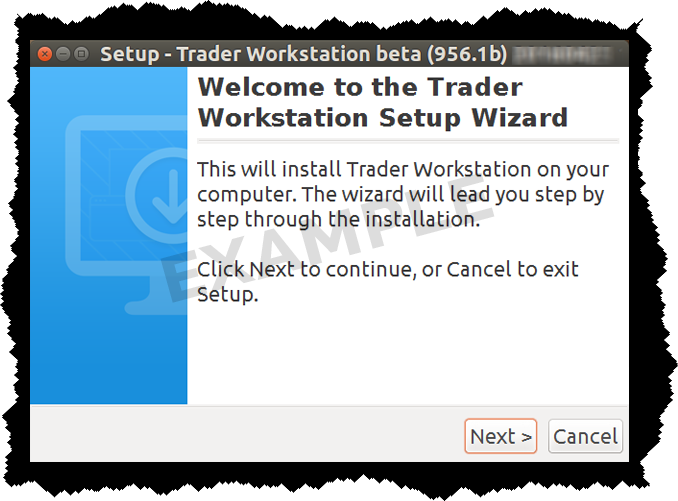 Setup - Trader Workstation beta (956.1b)
Welcome to the Trader
Workstation Setup Wizard
This will install Trader Workstation on your
computer. The wizard will lead you step by
step through the installation.
EXAMPLE
Click Next to continue, or Cancel to exit
Setup.
Next >
Cancel